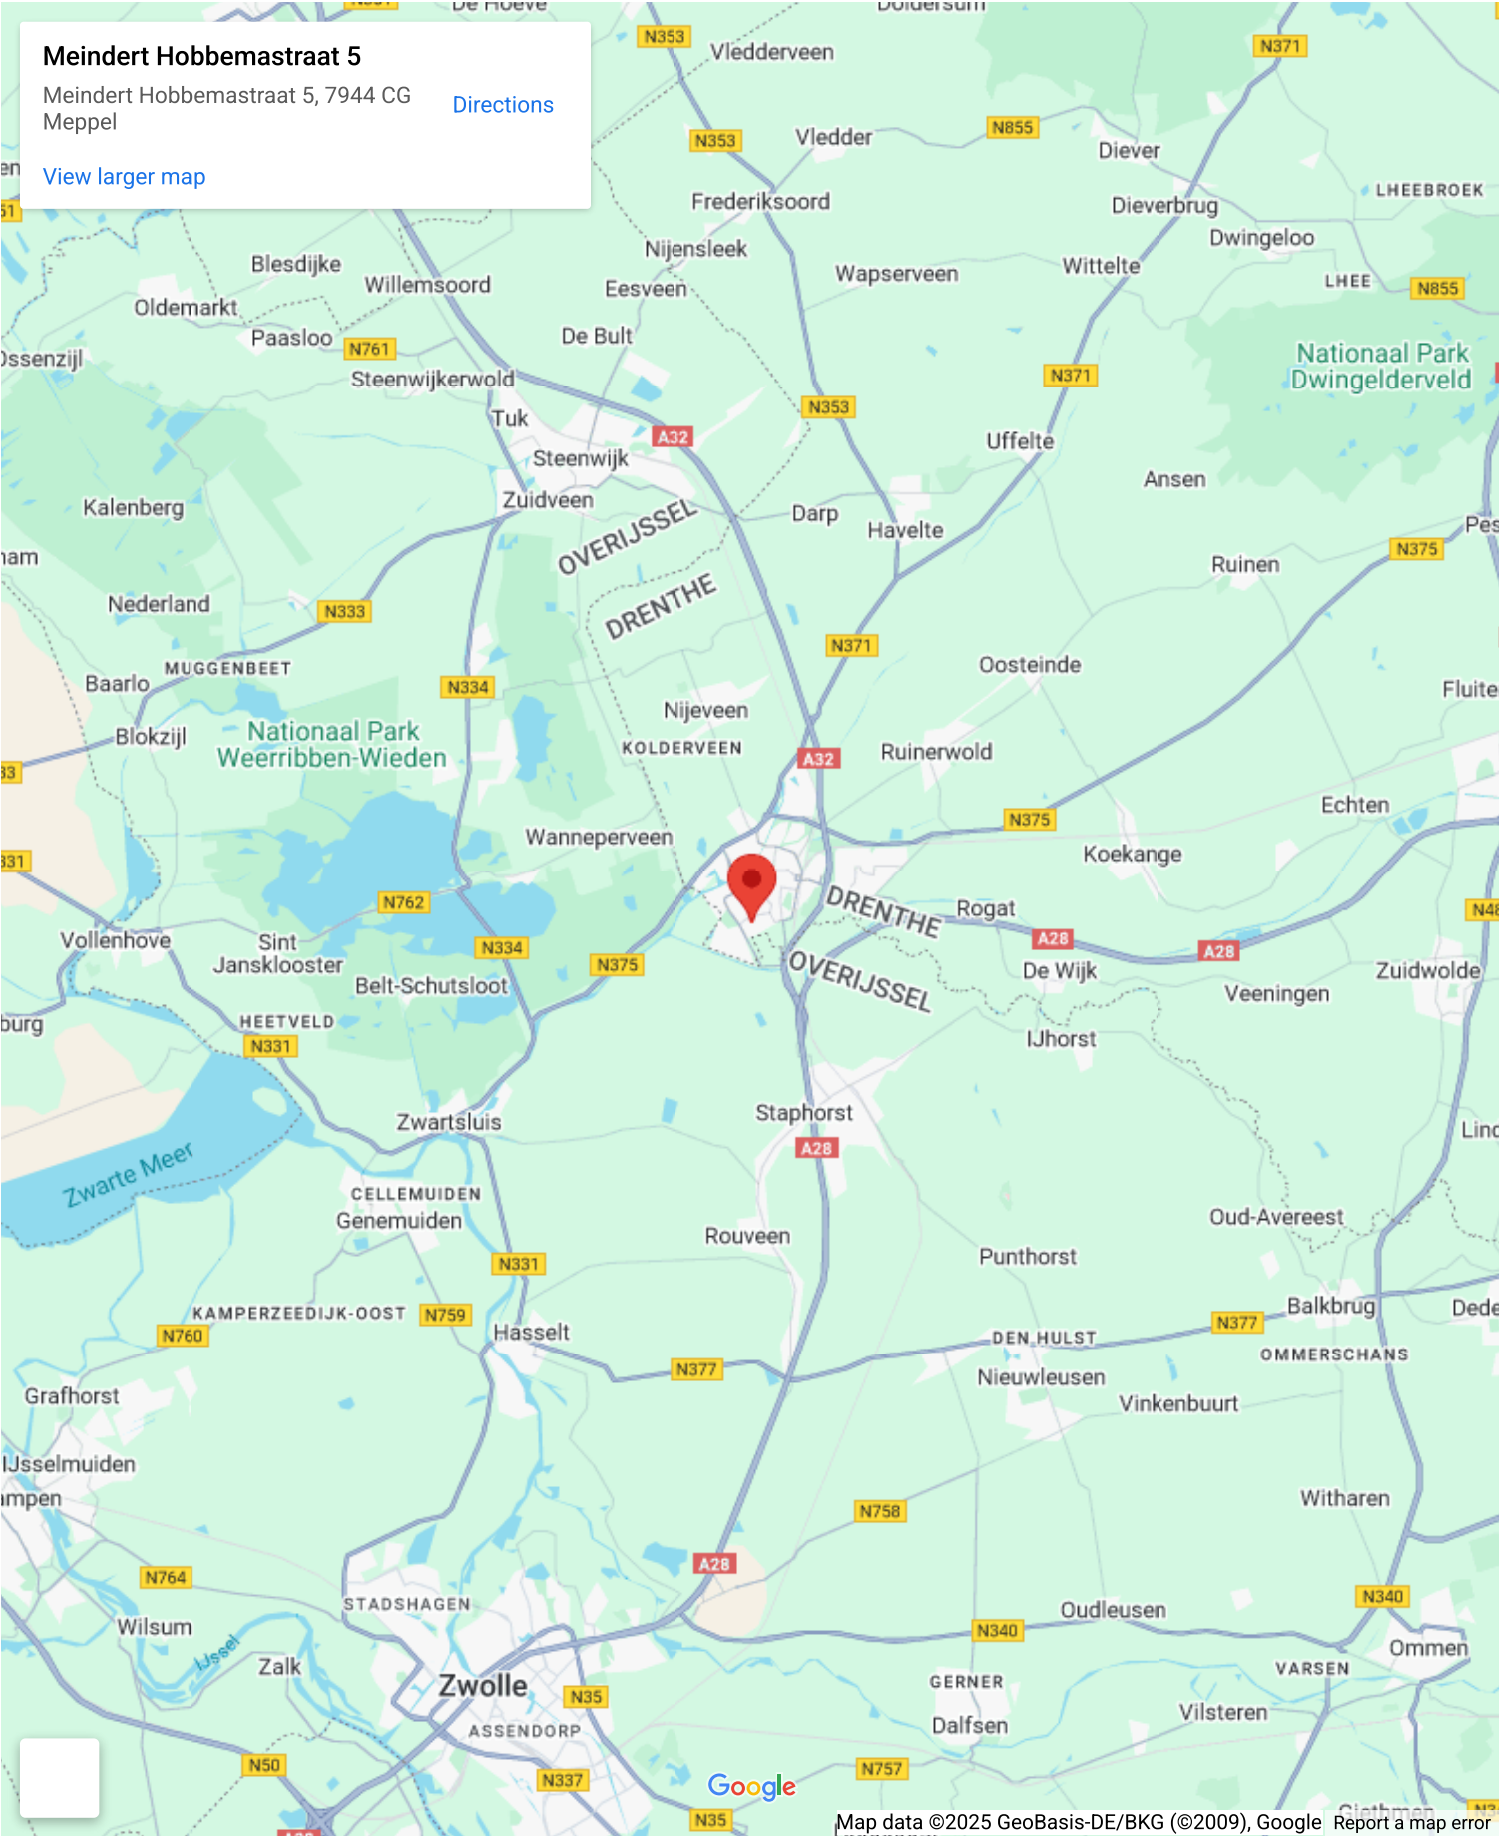 De Hoeve
Doldersum
Meindert Hobbemastraat 5
Meindert Hobbemastraat 5, 7944 CG
Meppel
Directions
View larger map
N353
Vledderveen
N371
N353
Vledder
N855
Diever
LHEEBROEK
Frederiksoord
Dieverbrug
Dwingeloo
Nijensleek
Blesdijke
Willemsoord
Eesveen
Wapserveen
Wittelte
LHEE
N855
Oldemarkt
Paasloo
N761
De Bult
Nationaal Park
Dwingelderveld
Ossenzijl
Steenwijkerwold
N371
N353
Tuk
A32
Steenwijk
Uffelte
Ansen
Kalenberg
Zuidveen
OVERIJSSEL
Darp
Havelte
N375
Ruinen
DRENTHE
Nederland
N333
N371
MUGGENBEET
Baarlo
N334
Oosteinde
Nijeveen
Blokzijl
Nationaal Park
Weerribben-Wieden
KOLDERVEEN
A32
Ruinerwold
Echten
N375
Wanneperveen
Koekange
N762
DRENTHE
Rogat
A28
A28
Vollenhove
Sint
Jansklooster
N334
N375
OVERIJSSEL
De Wijk
Zuidwolde
Belt-Schutsloot
Veeningen
HEETVELD
N331
IJhorst
Zwartsluis
Staphorst
A28
Zwarte Meer
CELLEMUIDEN
Genemuiden
Oud-Avereest
Rouveen
Punthorst
N331
KAMPERZEEDIJK-OOST
N759
N760
Hasselt
Balkbrug
N377
DEN HULST
OMMERSCHANS
N377
Nieuwleusen
Grafhorst
Vinkenbuurt
IJsselmuiden
Witharen
N758
A28
N764
STADSHAGEN
N340
Oudleusen
Wilsum
N340
Ommen
IJssel
Zalk
Zwolle
N35
VARSEN
GERNER
Vilsteren
ASSENDORP
Dalfsen
N50
N337
N757
Google
N35
Giethmen
Map data ©2025 GeoBasis-DE/BKG (©2009), Google
Report a map error